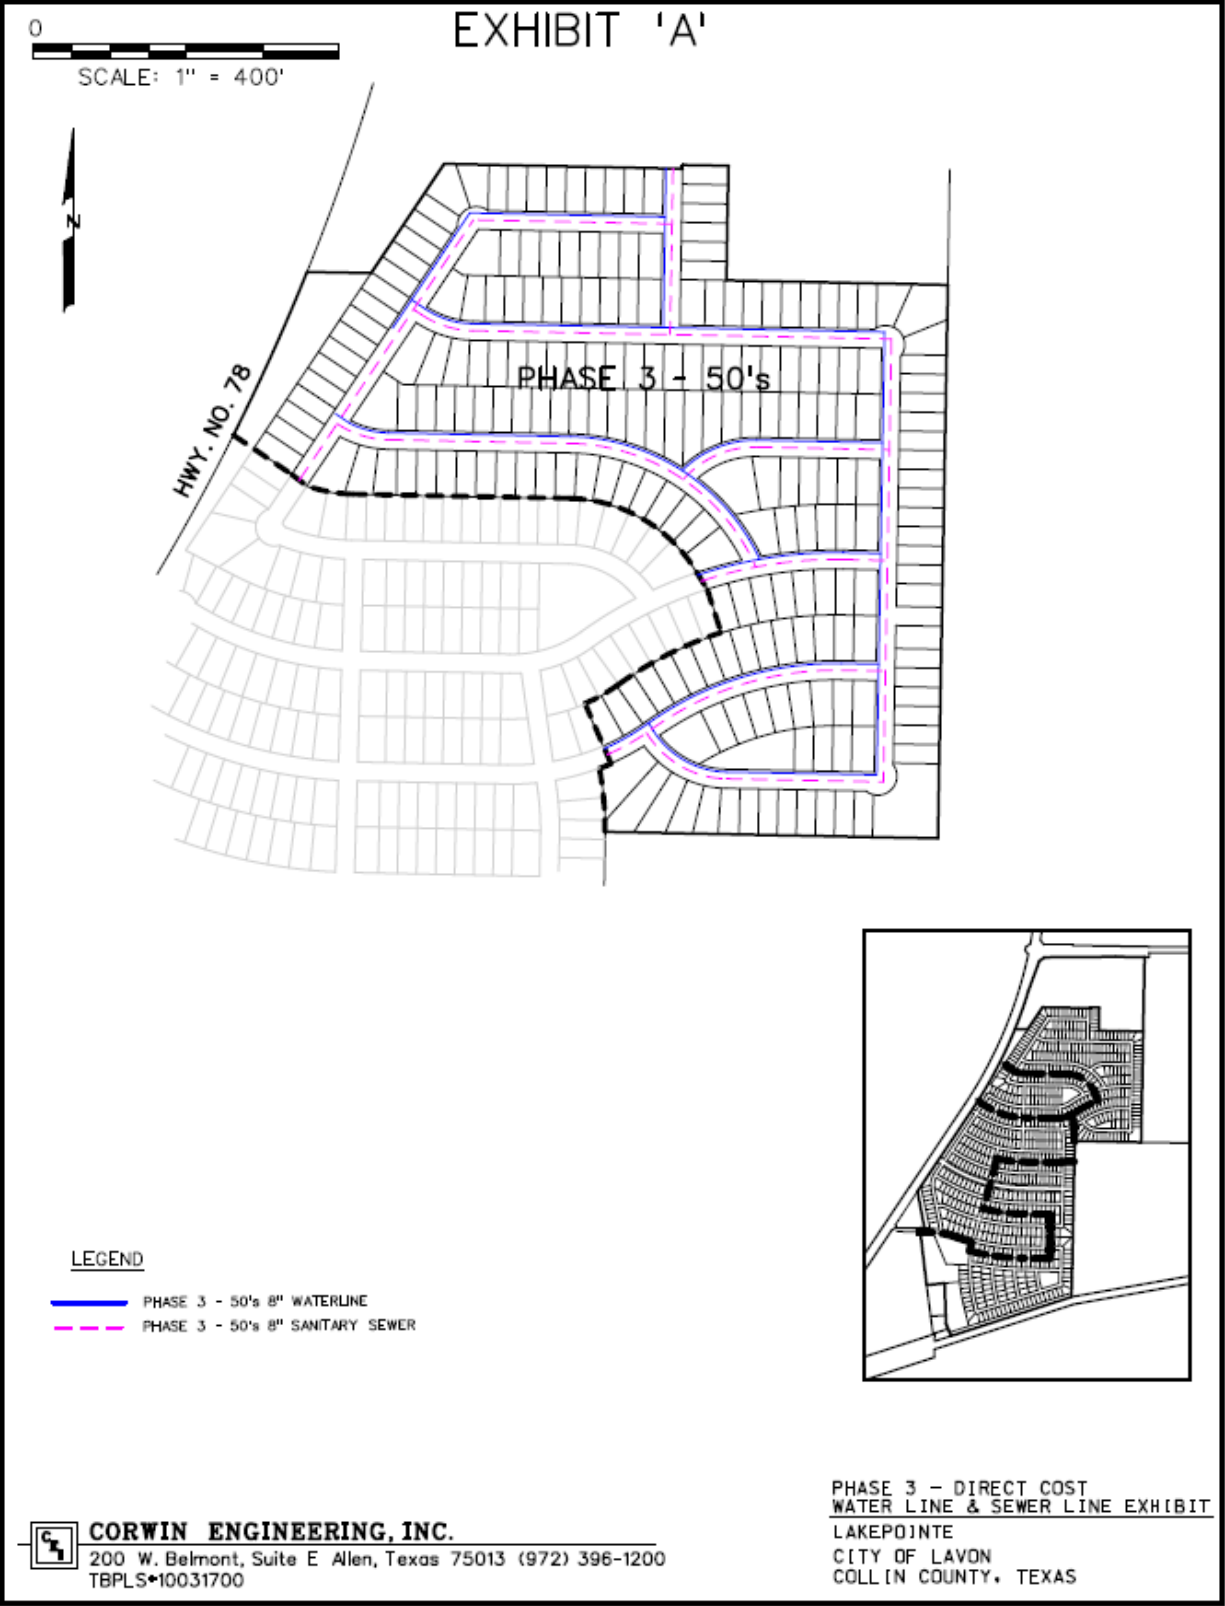 EXHIBIT 'A'
0
SCALE: 1" = 400'
N
HWY. NO. 78
PHASE 3 - 50's
LEGEND
PHASE 3 - 50's 8" WATERLINE
PHASE 3 - 50's 8" SANITARY SEWER
CEI
CORWIN ENGINEERING, INC.
200 W. Belmont, Suite E Allen, Texas 75013 (972) 396-1200
TBPLS#10031700
PHASE 3 - DIRECT COST
WATER LINE & SEWER LINE EXHIBIT
LAKEPOINTE
CITY OF LAVON
COLLIN COUNTY, TEXAS